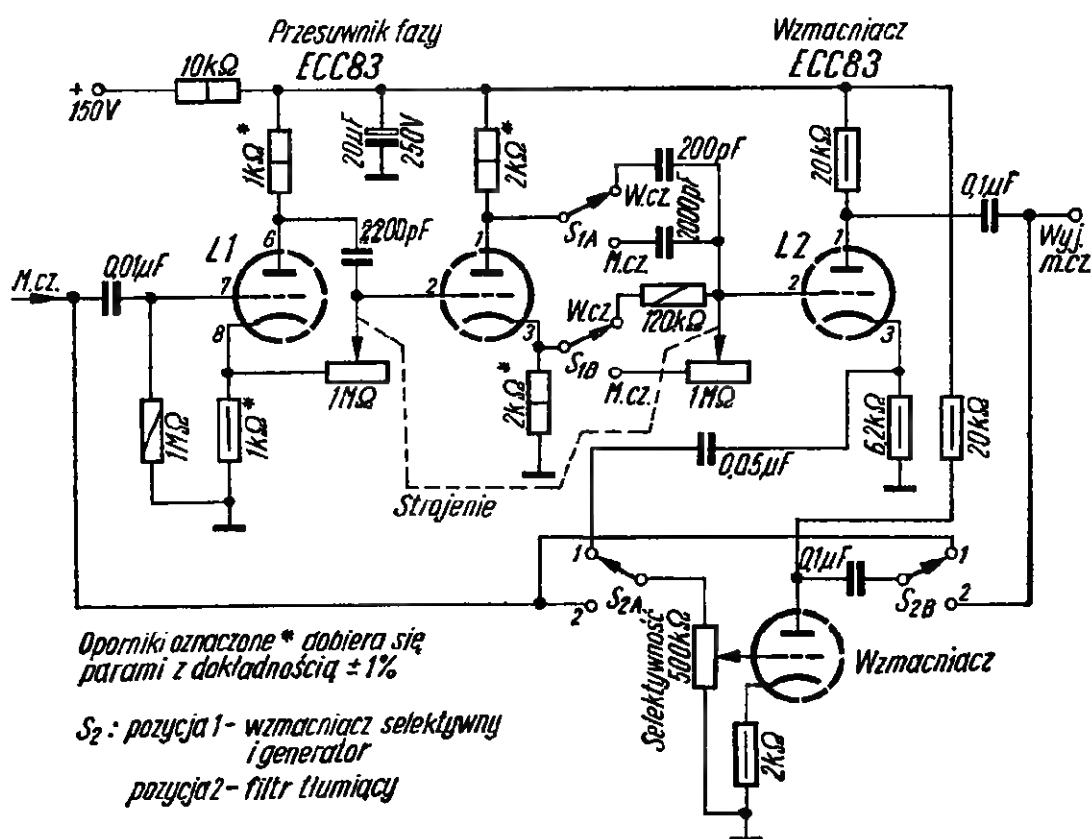 Przesuwnik fazy
ECC83
Wzmacniacz
ECC83
+ 150V
10kΩ
1kΩ*
20µF
250V
2kΩ*
200pF
W.cz.
S1A
2000pF
M.cz.
20kΩ
0,1µF
Wyj.
m.cz.
M.cz.
0,01µF
L1
6
7
8
2200pF
1
2
3
W.cz.
S1B
M.cz.
120kΩ
L2
1
2
3
1MΩ
1kΩ*
1MΩ
2kΩ*
1MΩ
6,2kΩ
20kΩ
0,05µF
Strojenie
1
S2A
2
0,1µF
1
S2B
2
Selektywność
500kΩ
Wzmacniacz
2kΩ
Oporniki oznaczone * dobiera się
parami z dokładnością ± 1%
S2 : pozycja 1 - wzmacniacz selektywny
i generator
pozycja 2 - filtr tłumiący